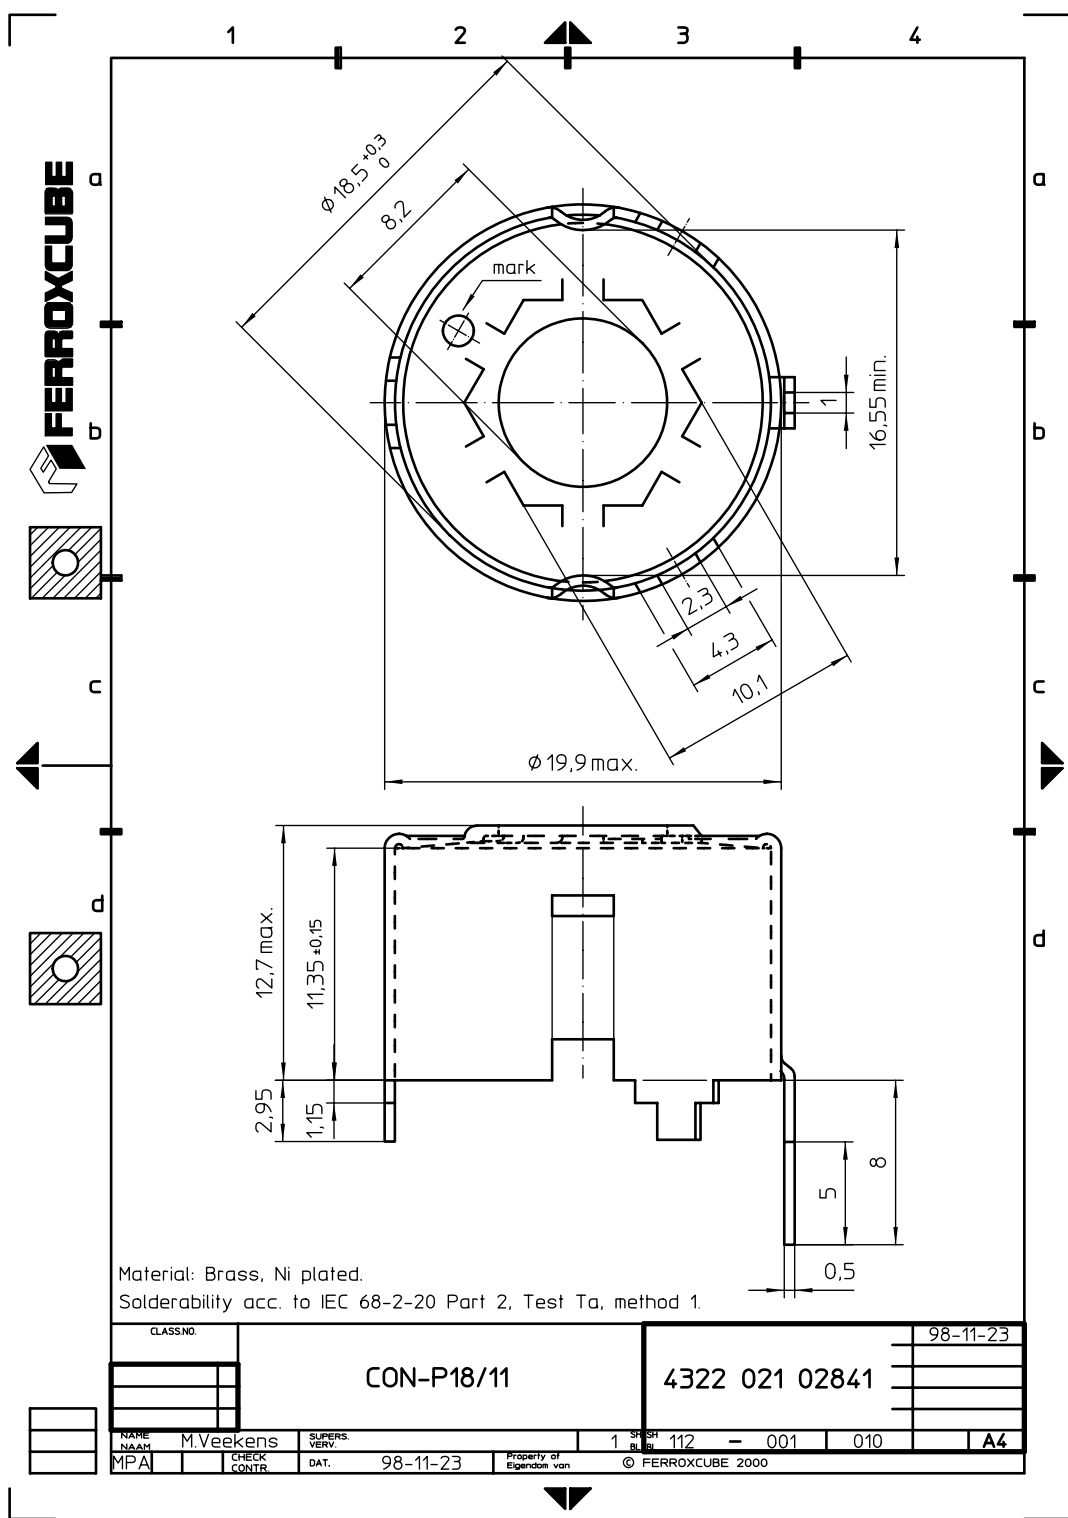 1 2 3 4
a a
FERROXCUBE
b b
c c
d d
Ø 18,5 +0,3 0
8,2
mark
1
16,55 min.
2,3
4,3
10,1
Ø 19,9 max.
12,7 max.
11,35 ±0,15
2,95
1,15
8
5
0,5
Material: Brass, Ni plated.
Solderability acc. to IEC 68-2-20 Part 2, Test Ta, method 1.
CLASS.NO.
CON-P18/11
4322 021 02841
98-11-23
NAME
NAAM
M.Veekens
SUPERS.
VERV.
1
SH SH
BL BL
112 – 001
010
A4
MPA
CHECK
CONTR.
DAT.
98-11-23
Property of
Eigendom van
© FERROXCUBE 2000